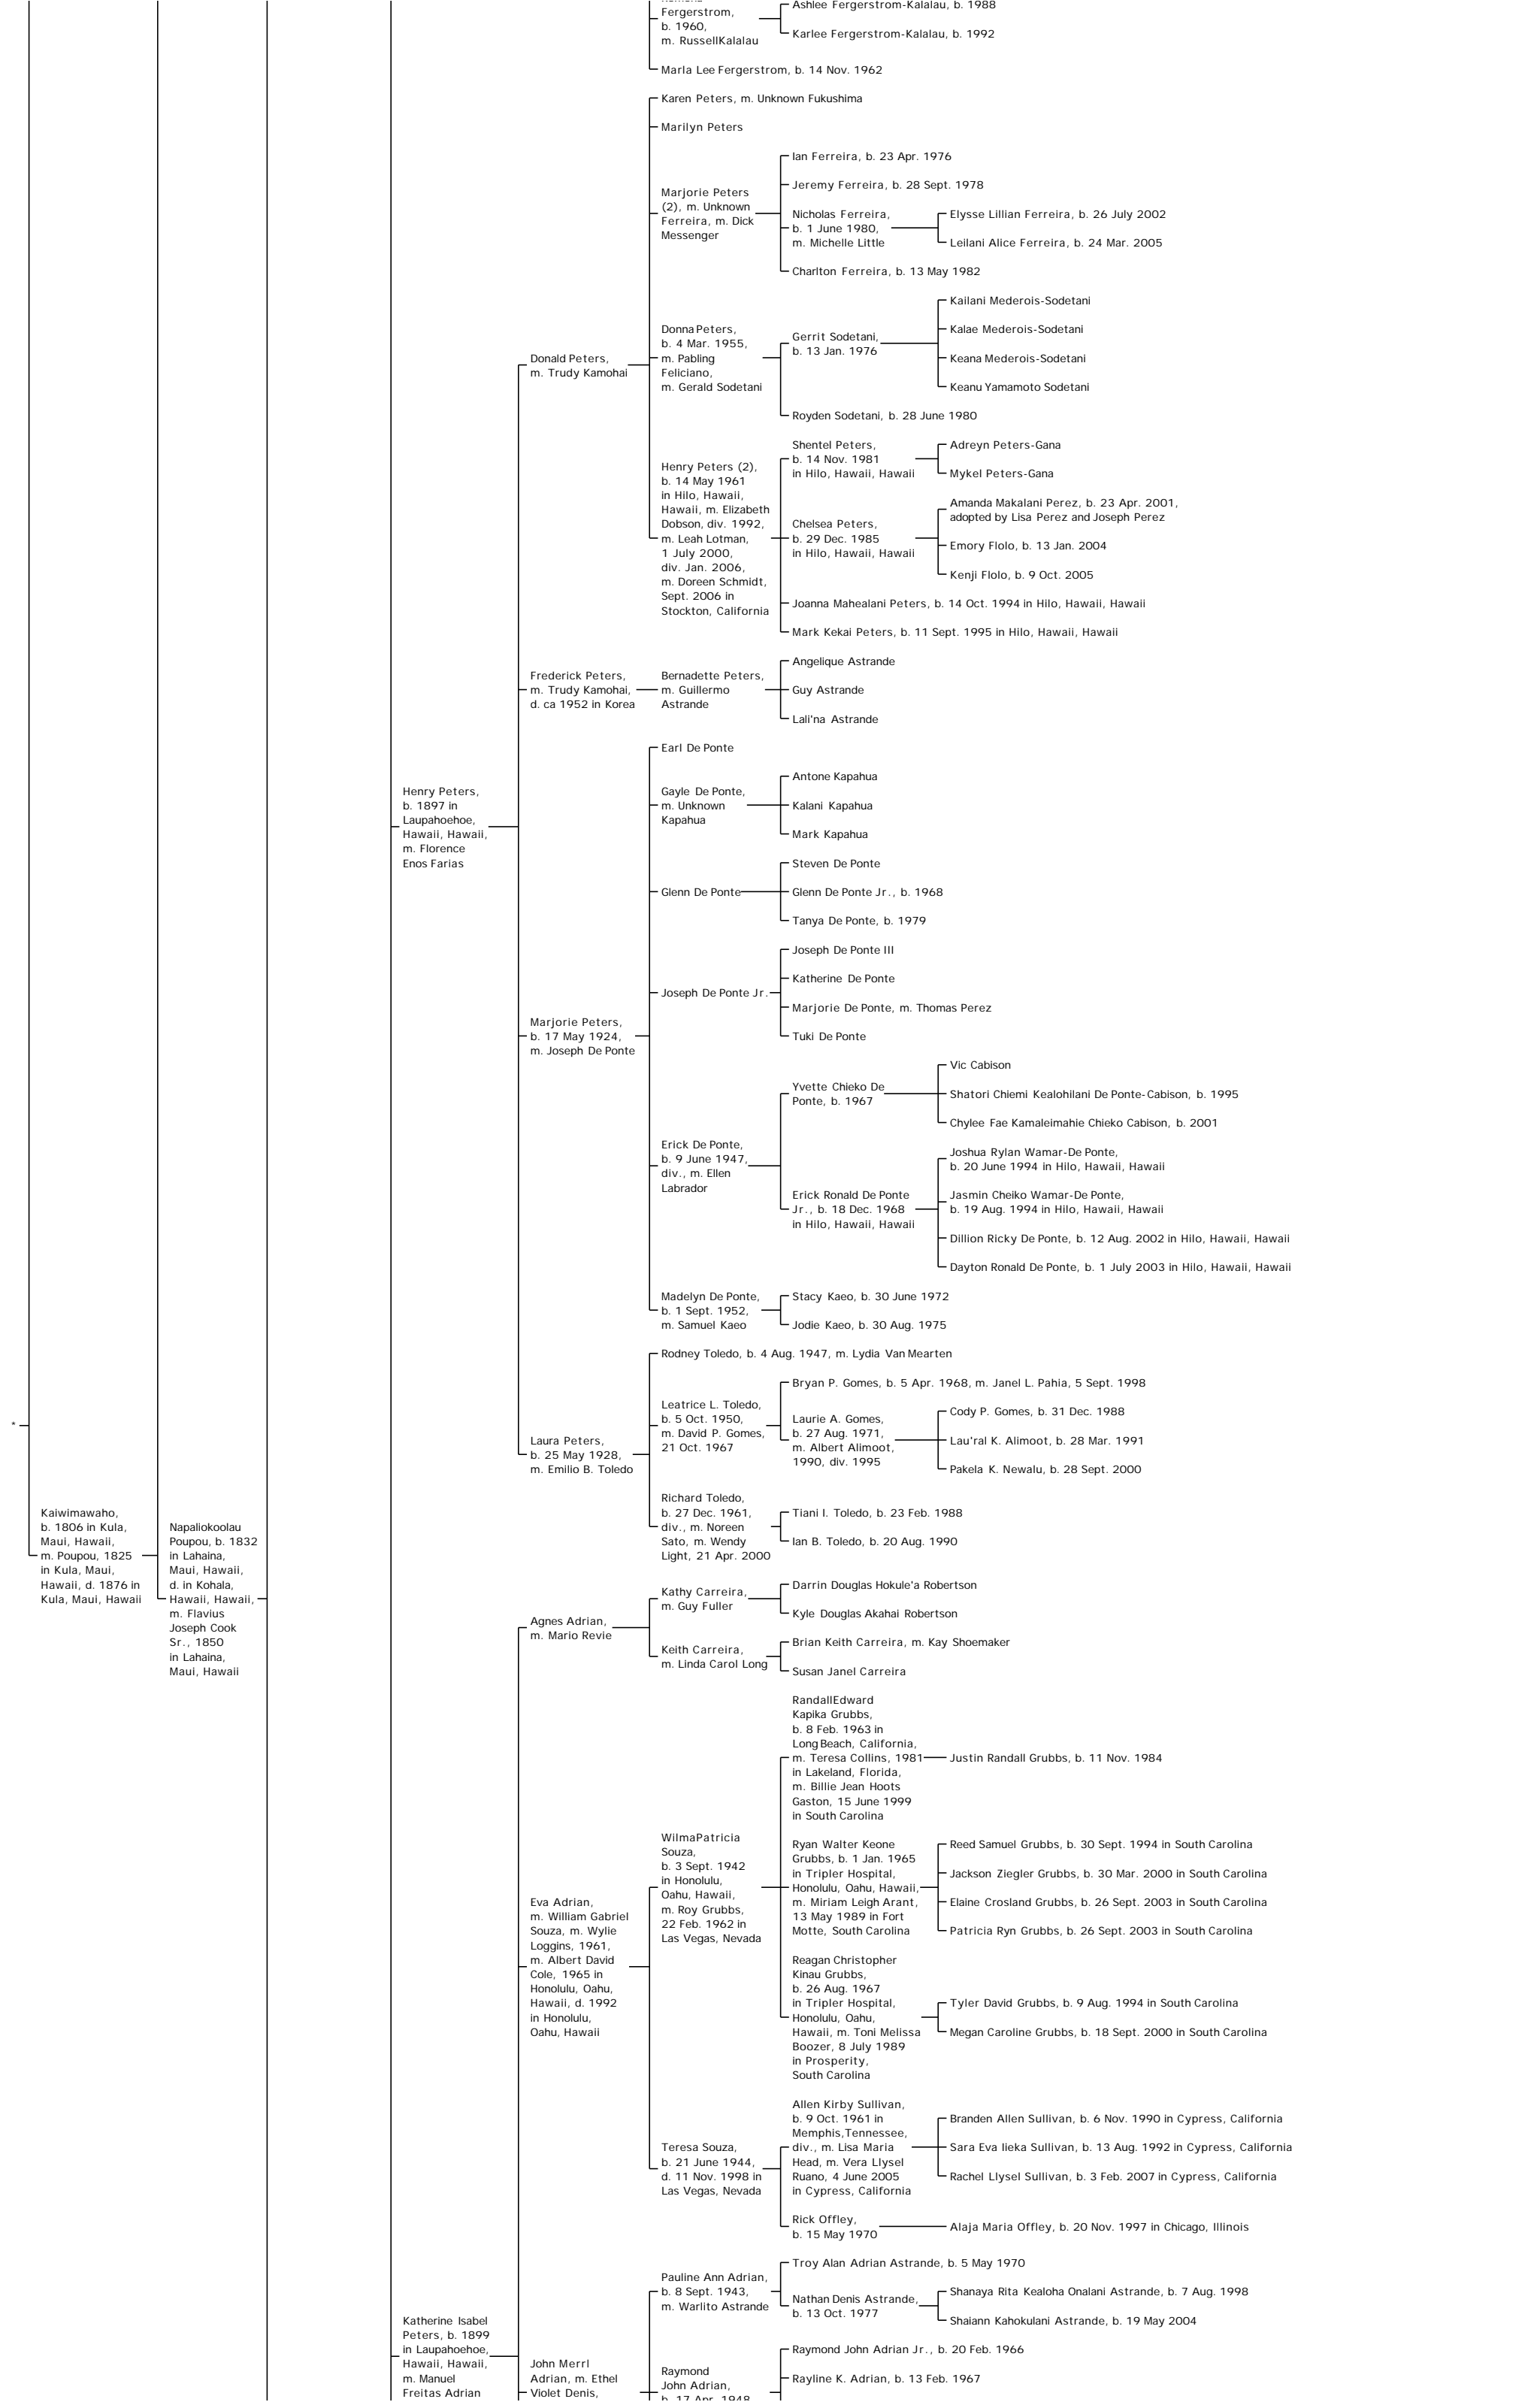 Fergerstrom,
b. 1960,
m. RussellKalalau
Ashlee Fergerstrom-Kalalau, b. 1988
Karlee Fergerstrom-Kalalau, b. 1992
Marla Lee Fergerstrom, b. 14 Nov. 1962
Karen Peters, m. Unknown Fukushima
Marilyn Peters
Marjorie Peters
(2), m. Unknown
Ferreira, m. Dick
Messenger
Ian Ferreira, b. 23 Apr. 1976
Jeremy Ferreira, b. 28 Sept. 1978
Nicholas Ferreira,
b. 1 June 1980,
m. Michelle Little
Elysse Lillian Ferreira, b. 26 July 2002
Leilani Alice Ferreira, b. 24 Mar. 2005
Charlton Ferreira, b. 13 May 1982
Donald Peters,
m. Trudy Kamohai
Donna Peters,
b. 4 Mar. 1955,
m. Pabling
Feliciano,
m. Gerald Sodetani
Gerrit Sodetani,
b. 13 Jan. 1976
Kailani Mederois-Sodetani
Kalae Mederois-Sodetani
Keana Mederois-Sodetani
Keanu Yamamoto Sodetani
Royden Sodetani, b. 28 June 1980
Henry Peters (2),
b. 14 May 1961
in Hilo, Hawaii,
Hawaii, m. Elizabeth
Dobson, div. 1992,
m. Leah Lotman,
1 July 2000,
div. Jan. 2006,
m. Doreen Schmidt,
Sept. 2006 in
Stockton, California
Shentel Peters,
b. 14 Nov. 1981
in Hilo, Hawaii, Hawaii
Adreyn Peters-Gana
Mykel Peters-Gana
Chelsea Peters,
b. 29 Dec. 1985
in Hilo, Hawaii, Hawaii
Amanda Makalani Perez, b. 23 Apr. 2001,
adopted by Lisa Perez and Joseph Perez
Emory Flolo, b. 13 Jan. 2004
Kenji Flolo, b. 9 Oct. 2005
Joanna Mahealani Peters, b. 14 Oct. 1994 in Hilo, Hawaii, Hawaii
Mark Kekai Peters, b. 11 Sept. 1995 in Hilo, Hawaii, Hawaii
Frederick Peters,
m. Trudy Kamohai,
d. ca 1952 in Korea
Bernadette Peters,
m. Guillermo
Astrande
Angelique Astrande
Guy Astrande
Lali'na Astrande
Henry Peters,
b. 1897 in
Laupahoehoe,
Hawaii, Hawaii,
m. Florence
Enos Farias
Earl De Ponte
Gayle De Ponte,
m. Unknown
Kapahua
Antone Kapahua
Kalani Kapahua
Mark Kapahua
Glenn De Ponte
Steven De Ponte
Glenn De Ponte Jr., b. 1968
Tanya De Ponte, b. 1979
Marjorie Peters,
b. 17 May 1924,
m. Joseph De Ponte
Joseph De Ponte Jr.
Joseph De Ponte III
Katherine De Ponte
Marjorie De Ponte, m. Thomas Perez
Tuki De Ponte
Erick De Ponte,
b. 9 June 1947,
div., m. Ellen
Labrador
Yvette Chieko De
Ponte, b. 1967
Vic Cabison
Shatori Chiemi Kealohilani De Ponte-Cabison, b. 1995
Chylee Fae Kamaleimahie Chieko Cabison, b. 2001
Erick Ronald De Ponte
Jr., b. 18 Dec. 1968
in Hilo, Hawaii, Hawaii
Joshua Rylan Wamar-De Ponte,
b. 20 June 1994 in Hilo, Hawaii, Hawaii
Jasmin Cheiko Wamar-De Ponte,
b. 19 Aug. 1994 in Hilo, Hawaii, Hawaii
Dillion Ricky De Ponte, b. 12 Aug. 2002 in Hilo, Hawaii, Hawaii
Dayton Ronald De Ponte, b. 1 July 2003 in Hilo, Hawaii, Hawaii
Madelyn De Ponte,
b. 1 Sept. 1952,
m. Samuel Kaeo
Stacy Kaeo, b. 30 June 1972
Jodie Kaeo, b. 30 Aug. 1975
Laura Peters,
b. 25 May 1928,
m. Emilio B. Toledo
Rodney Toledo, b. 4 Aug. 1947, m. Lydia Van Mearten
Leatrice L. Toledo,
b. 5 Oct. 1950,
m. David P. Gomes,
21 Oct. 1967
Bryan P. Gomes, b. 5 Apr. 1968, m. Janel L. Pahia, 5 Sept. 1998
Laurie A. Gomes,
b. 27 Aug. 1971,
m. Albert Alimoot,
1990, div. 1995
Cody P. Gomes, b. 31 Dec. 1988
Lau'ral K. Alimoot, b. 28 Mar. 1991
Pakela K. Newalu, b. 28 Sept. 2000
Richard Toledo,
b. 27 Dec. 1961,
div., m. Noreen
Sato, m. Wendy
Light, 21 Apr. 2000
Tiani I. Toledo, b. 23 Feb. 1988
Ian B. Toledo, b. 20 Aug. 1990
*
Kaiwimawaho,
b. 1806 in Kula,
Maui, Hawaii,
m. Poupou, 1825
in Kula, Maui,
Hawaii, d. 1876 in
Kula, Maui, Hawaii
Napaliokoolau
Poupou, b. 1832
in Lahaina,
Maui, Hawaii,
d. in Kohala,
Hawaii, Hawaii,
m. Flavius
Joseph Cook
Sr., 1850
in Lahaina,
Maui, Hawaii
Agnes Adrian,
m. Mario Revie
Kathy Carreira,
m. Guy Fuller
Darrin Douglas Hokule'a Robertson
Kyle Douglas Akahai Robertson
Keith Carreira,
m. Linda Carol Long
Brian Keith Carreira, m. Kay Shoemaker
Susan Janel Carreira
Eva Adrian,
m. William Gabriel
Souza, m. Wylie
Loggins, 1961,
m. Albert David
Cole, 1965 in
Honolulu, Oahu,
Hawaii, d. 1992
in Honolulu,
Oahu, Hawaii
WilmaPatricia
Souza,
b. 3 Sept. 1942
in Honolulu,
Oahu, Hawaii,
m. Roy Grubbs,
22 Feb. 1962 in
Las Vegas, Nevada
RandallEdward
Kapika Grubbs,
b. 8 Feb. 1963 in
Long Beach, California,
m. Teresa Collins, 1981
in Lakeland, Florida,
m. Billie Jean Hoots
Gaston, 15 June 1999
in South Carolina
Justin Randall Grubbs, b. 11 Nov. 1984
Ryan Walter Keone
Grubbs, b. 1 Jan. 1965
in Tripler Hospital,
Honolulu, Oahu, Hawaii,
m. Miriam Leigh Arant,
13 May 1989 in Fort
Motte, South Carolina
Reed Samuel Grubbs, b. 30 Sept. 1994 in South Carolina
Jackson Ziegler Grubbs, b. 30 Mar. 2000 in South Carolina
Elaine Crosland Grubbs, b. 26 Sept. 2003 in South Carolina
Patricia Ryn Grubbs, b. 26 Sept. 2003 in South Carolina
Reagan Christopher
Kinau Grubbs,
b. 26 Aug. 1967
in Tripler Hospital,
Honolulu, Oahu,
Hawaii, m. Toni Melissa
Boozer, 8 July 1989
in Prosperity,
South Carolina
Tyler David Grubbs, b. 9 Aug. 1994 in South Carolina
Megan Caroline Grubbs, b. 18 Sept. 2000 in South Carolina
Teresa Souza,
b. 21 June 1944,
d. 11 Nov. 1998 in
Las Vegas, Nevada
Allen Kirby Sullivan,
b. 9 Oct. 1961 in
Memphis,Tennessee,
div., m. Lisa Maria
Head, m. Vera Llysel
Ruano, 4 June 2005
in Cypress, California
Branden Allen Sullivan, b. 6 Nov. 1990 in Cypress, California
Sara Eva Iieka Sullivan, b. 13 Aug. 1992 in Cypress, California
Rachel Llysel Sullivan, b. 3 Feb. 2007 in Cypress, California
Rick Offley,
b. 15 May 1970
Alaja Maria Offley, b. 20 Nov. 1997 in Chicago, Illinois
Katherine Isabel
Peters, b. 1899
in Laupahoehoe,
Hawaii, Hawaii,
m. Manuel
Freitas Adrian
John Merrl
Adrian, m. Ethel
Violet Denis,
Pauline Ann Adrian,
b. 8 Sept. 1943,
m. Warlito Astrande
Troy Alan Adrian Astrande, b. 5 May 1970
Nathan Denis Astrande,
b. 13 Oct. 1977
Shanaya Rita Kealoha Onalani Astrande, b. 7 Aug. 1998
Shaiann Kahokulani Astrande, b. 19 May 2004
Raymond
John Adrian,
b. 17 Apr. 1948
Raymond John Adrian Jr., b. 20 Feb. 1966
Rayline K. Adrian, b. 13 Feb. 1967